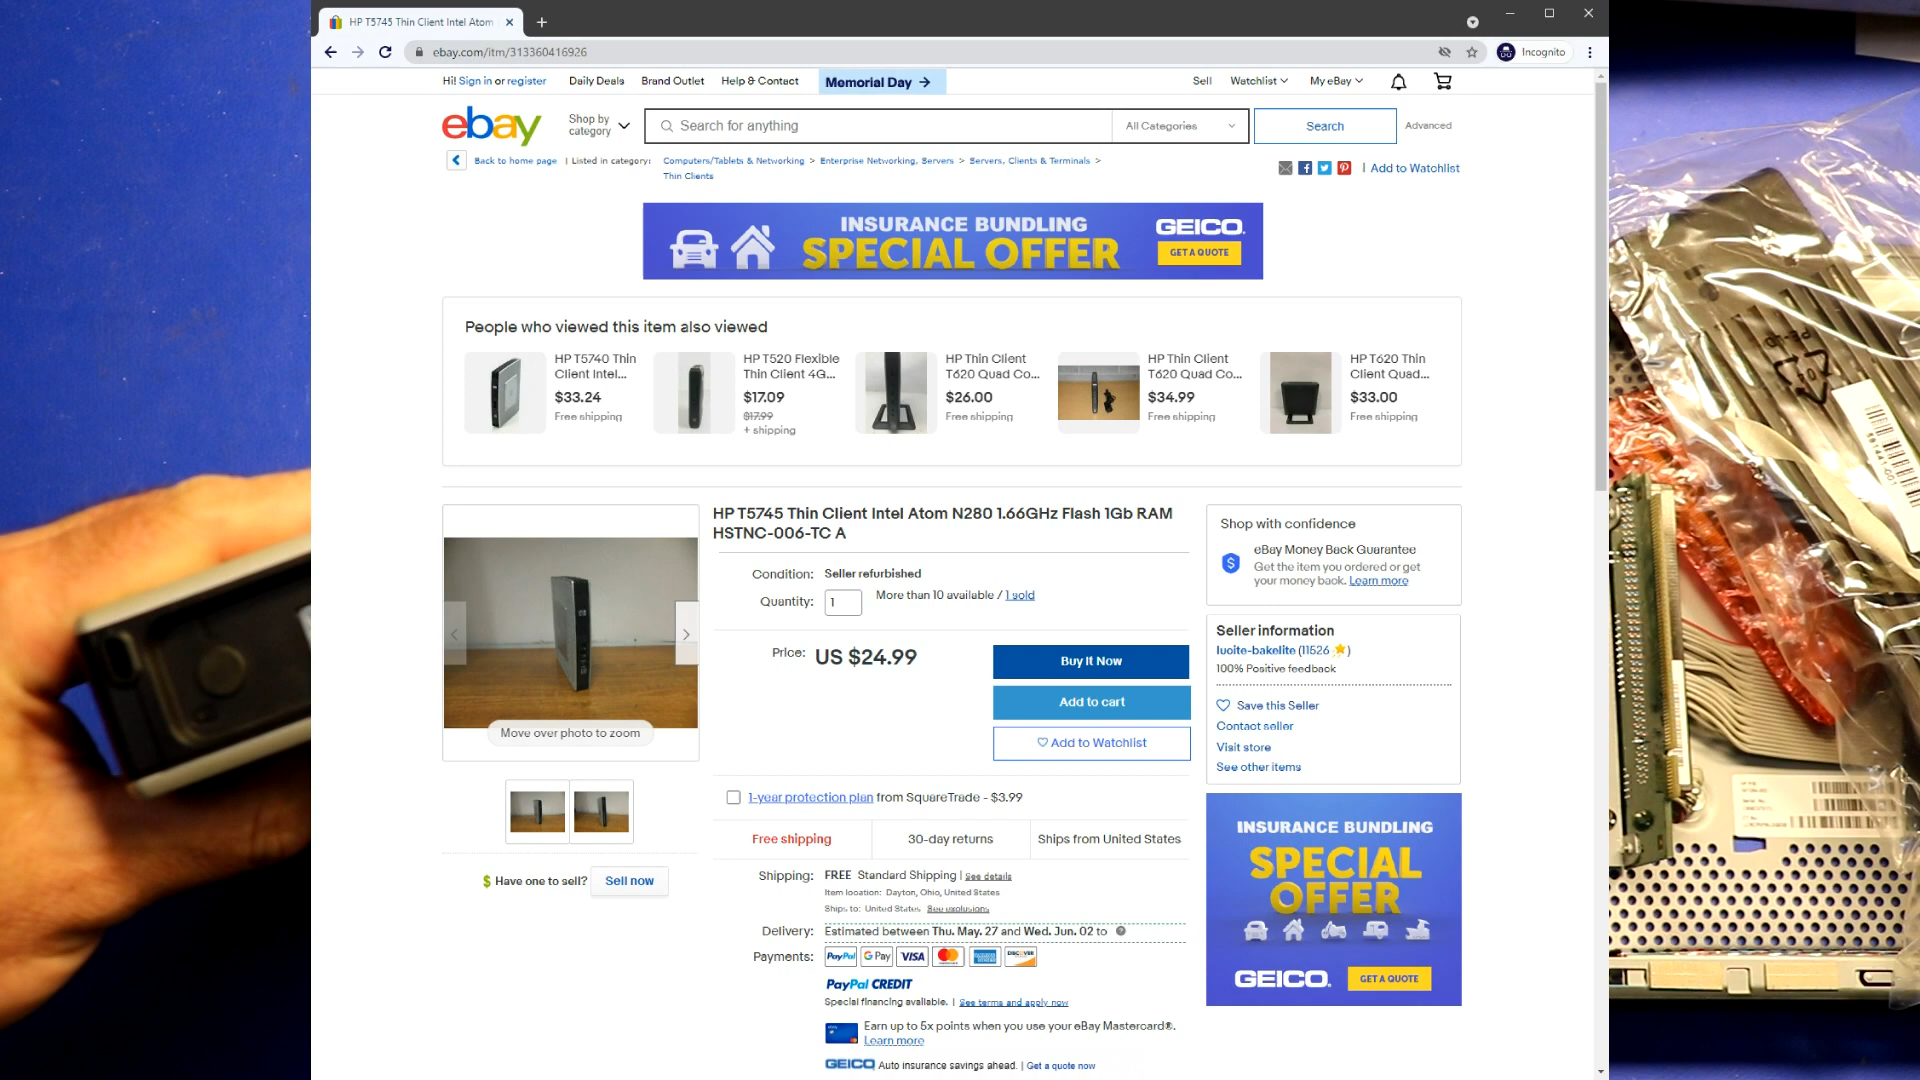 HP T5745 Thin Client Intel Atom
ebay.com/itm/313360416926
Incognito
Hi! Sign in or register
Daily Deals
Brand Outlet
Help & Contact
Memorial Day
Sell
Watchlist
My eBay
ebay
Shop by
category
Search for anything
All Categories
Search
Advanced
Back to home page | Listed in category:
Computers/Tablets & Networking > Enterprise Networking, Servers > Servers, Clients & Terminals >
Thin Clients
| Add to Watchlist
INSURANCE BUNDLING
SPECIAL OFFER
GEICO.
GET A QUOTE
People who viewed this item also viewed
HP T5740 Thin
Client Intel...
$33.24
Free shipping
HP T520 Flexible
Thin Client 4G...
$17.09
$17.99
+ shipping
HP Thin Client
T620 Quad Co...
$26.00
Free shipping
HP Thin Client
T620 Quad Co...
$34.99
Free shipping
HP T620 Thin
Client Quad...
$33.00
Free shipping
Move over photo to zoom
$ Have one to sell?
Sell now
HP T5745 Thin Client Intel Atom N280 1.66GHz Flash 1Gb RAM
HSTNC-006-TC A
Condition: Seller refurbished
Quantity: 1 More than 10 available / 1 sold
Price: US $24.99
Buy It Now
Add to cart
Add to Watchlist
1-year protection plan from SquareTrade - $3.99
Free shipping
30-day returns
Ships from United States
Shipping: FREE Standard Shipping | See details
Item location: Dayton, Ohio, United States
Ships to: United States See exclusions
Delivery: Estimated between Thu. May. 27 and Wed. Jun. 02 to
Payments: PayPal G Pay VISA
PayPal CREDIT
Special financing available. | See terms and apply now
Earn up to 5x points when you use your eBay Mastercard®.
Learn more
GEICO Auto insurance savings ahead. | Get a quote now
Shop with confidence
eBay Money Back Guarantee
Get the item you ordered or get
your money back. Learn more
Seller information
lucite-bakelite (11526 )
100% Positive feedback
Save this Seller
Contact seller
Visit store
See other items
INSURANCE BUNDLING
SPECIAL
OFFER
GEICO.
GET A QUOTE